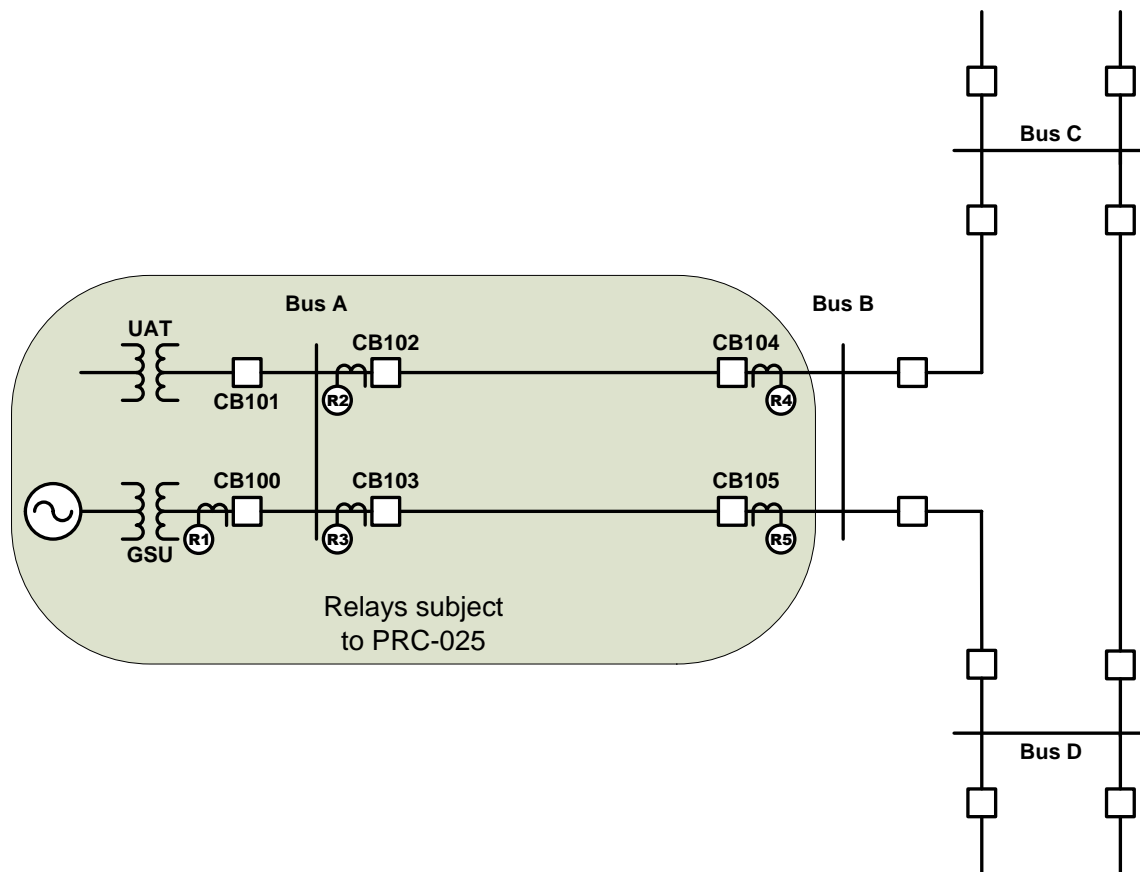 Bus C
Bus A
Bus B
UAT
CB102
CB104
CB101
R2
R4
CB100
CB103
CB105
R1
R3
R5
GSU
Relays subject
to PRC-025
Bus D